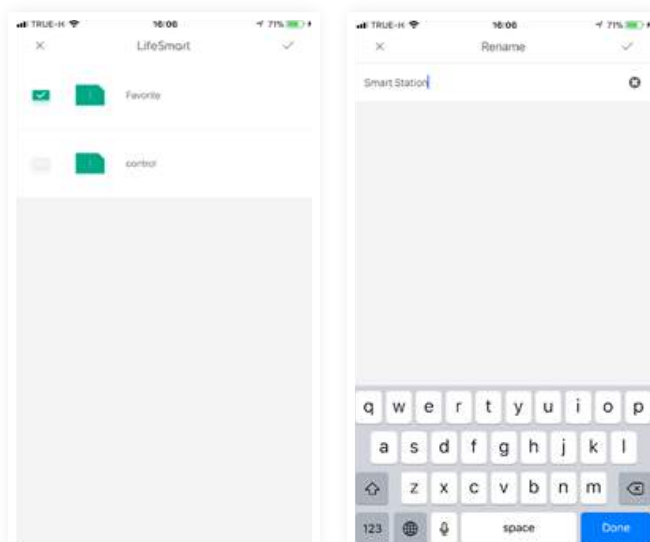 TRUE-H 16:06 71%
LifeSmart
Favorite
control
TRUE-H 16:06 71%
Rename
Smart Station
q w e r t y u i o p
a s d f g h j k l
z x c v b n m
123 space Done